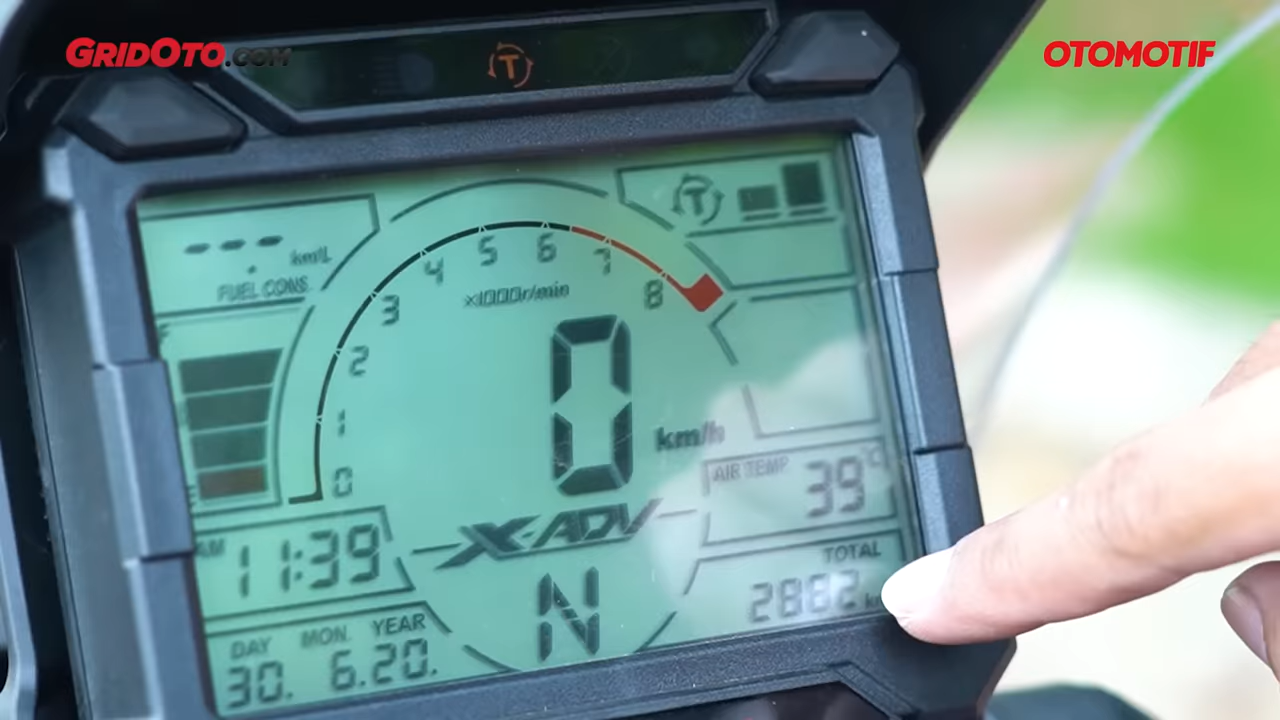 GRIDOTO.COM
OTOMOTIF
T
T
---
km/L
FUEL CONS.
0 1 2 3 4 5 6 7 8
×1000r/min
0
km/h
AIR TEMP
39°C
AM 11:39
X-ADV
TOTAL
2882
N
DAY MON. YEAR
30. 6.20.